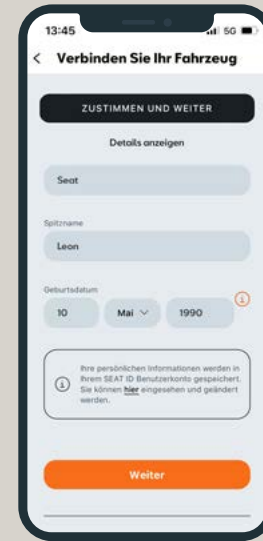 13:45
5G
Verbinden Sie Ihr Fahrzeug
ZUSTIMMEN UND WEITER
Details anzeigen
Seat
Spitzname
Leon
Geburtsdatum
10 Mai 1990
Ihre persönlichen Informationen werden in
Ihrem SEAT ID Benutzerkonto gespeichert.
Sie können hier eingesehen und geändert
werden.
Weiter